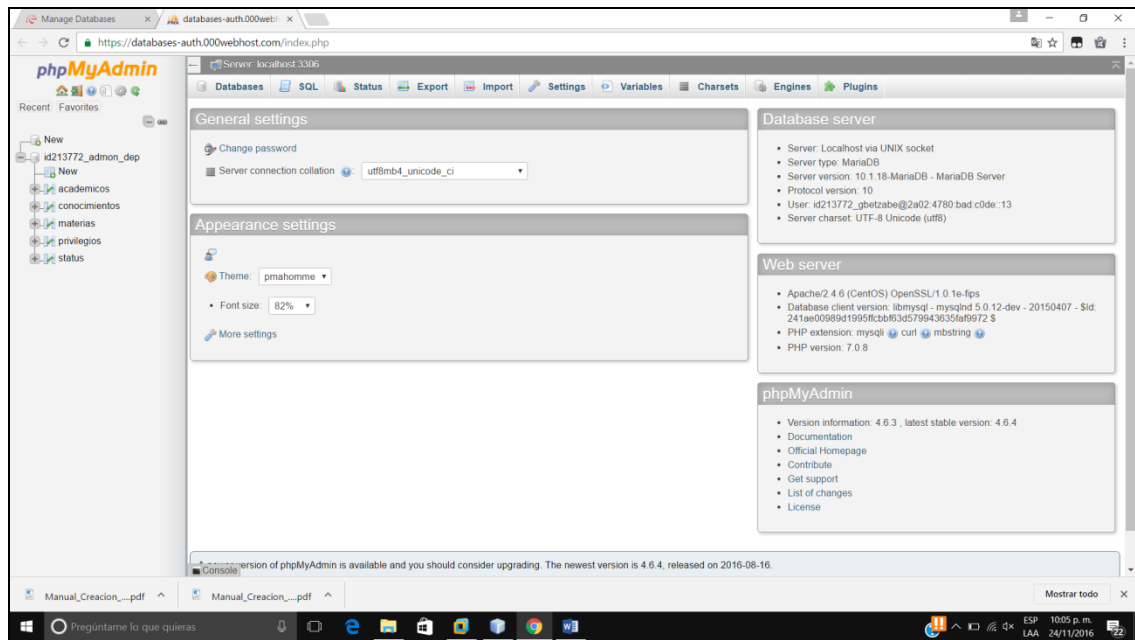 Manage Databases
databases-auth.000webh
https://databases-auth.000webhost.com/index.php
phpMyAdmin
Recent Favorites
New
id213772_admon_dep
New
academicos
conocimientos
materias
privilegios
status
Server: localhost:3306
Databases SQL Status Export Import Settings Variables Charsets Engines Plugins
General settings
Change password
Server connection collation : utf8mb4_unicode_ci
Appearance settings
Theme: pmahomme
• Font size: 82%
More settings
Database server
• Server: Localhost via UNIX socket
• Server type: MariaDB
• Server version: 10.1.18-MariaDB - MariaDB Server
• Protocol version: 10
• User: id213772_gbetzabe@2a02:4780:bad:c0de::13
• Server charset: UTF-8 Unicode (utf8)
Web server
• Apache/2.4.6 (CentOS) OpenSSL/1.0.1e-fips
• Database client version: libmysql - mysqlnd 5.0.12-dev - 20150407 - $Id:
241ae00989d1995ffcbbf63d579943635faf9972 $
• PHP extension: mysqli curl mbstring
• PHP version: 7.0.8
phpMyAdmin
• Version information: 4.6.3 , latest stable version: 4.6.4
• Documentation
• Official Homepage
• Contribute
• Get support
• List of changes
• License
version of phpMyAdmin is available and you should consider upgrading. The newest version is 4.6.4, released on 2016-08-16.
Console
Manual_Creacion_....pdf
Manual_Creacion_....pdf
Mostrar todo
Pregúntame lo que quieras
ESP
LAA
10:05 p. m.
24/11/2016
22